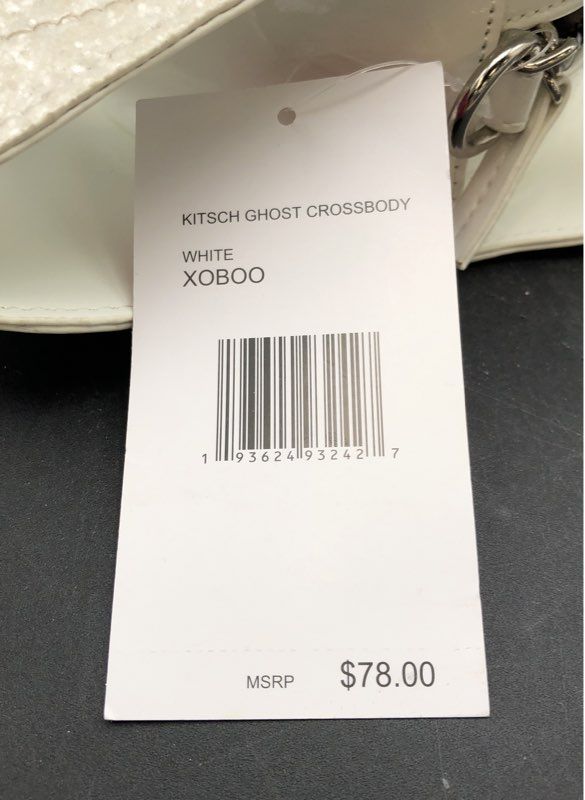 KITSCH GHOST CROSSBODY
WHITE
XOBOO
1 93624 93242 7
MSRP $78.00